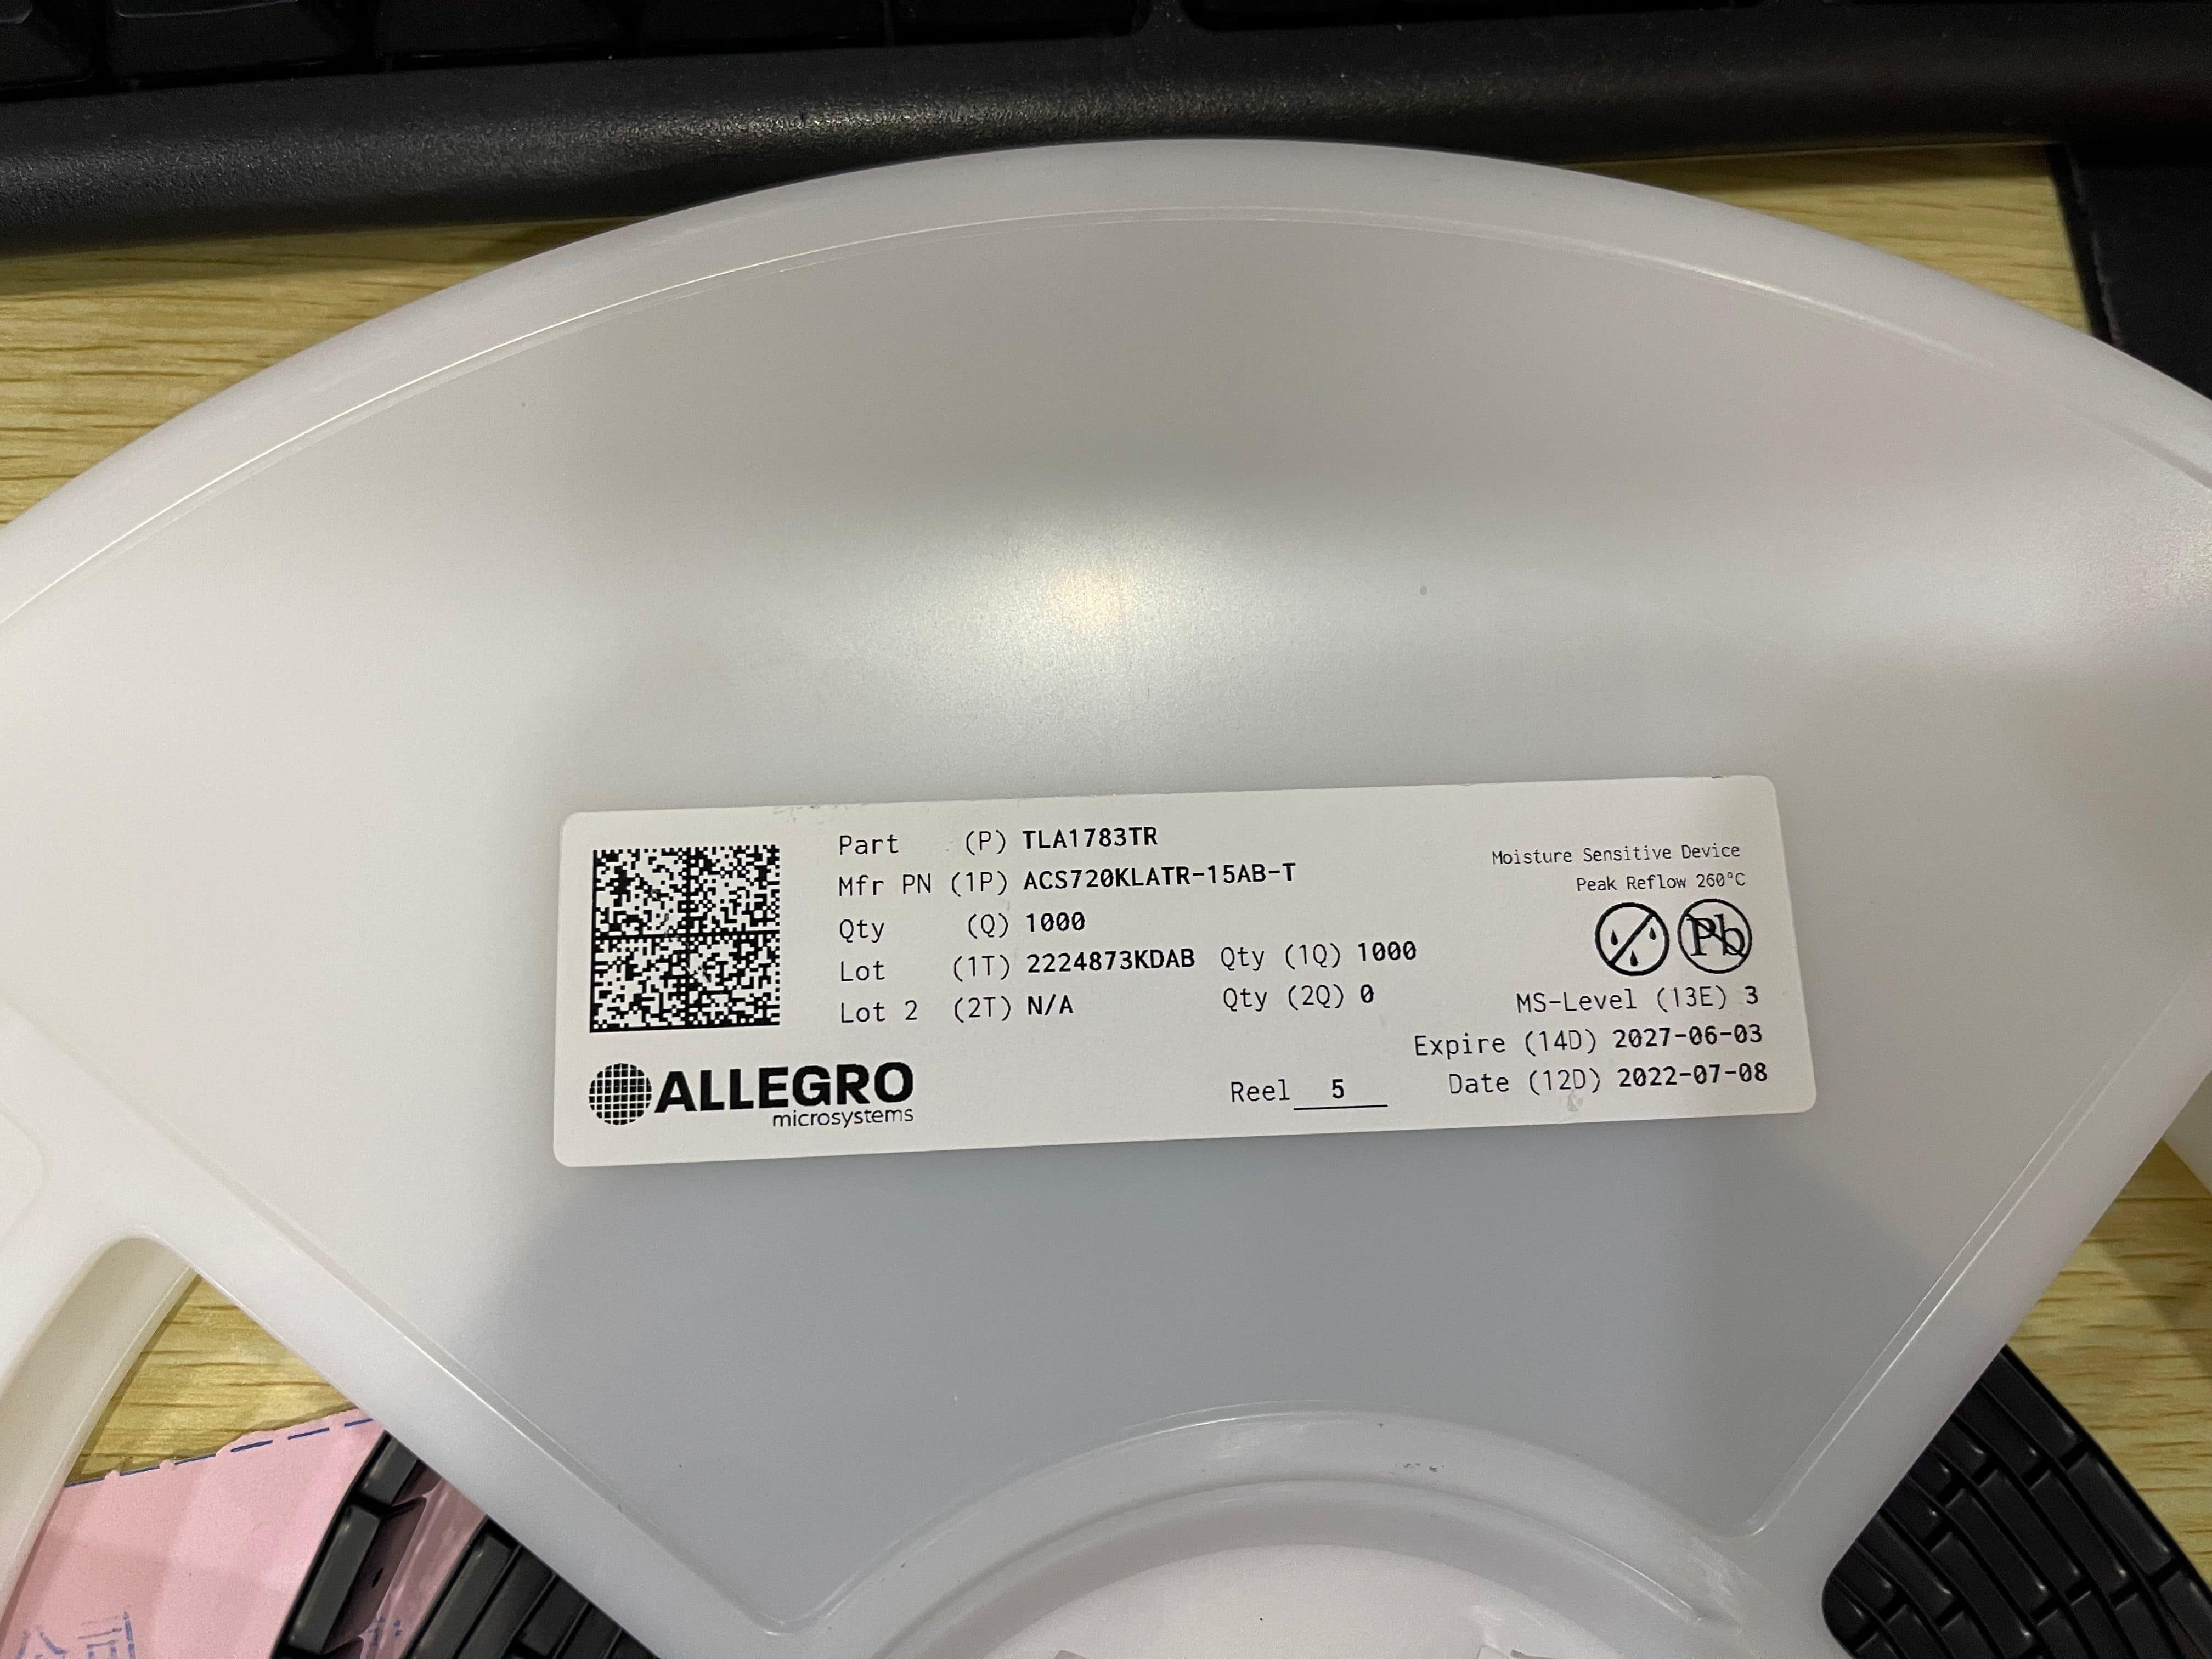 Part (P) TLA1783TR
Mfr PN (1P) ACS720KLATR-15AB-T
Qty (Q) 1000
Lot (1T) 2224873KDAB Qty (1Q) 1000
Lot 2 (2T) N/A Qty (2Q) 0
Moisture Sensitive Device
Peak Reflow 260°C
Pb
MS-Level (13E) 3
Expire (14D) 2027-06-03
Date (12D) 2022-07-08
Reel 5
ALLEGRO
microsystems